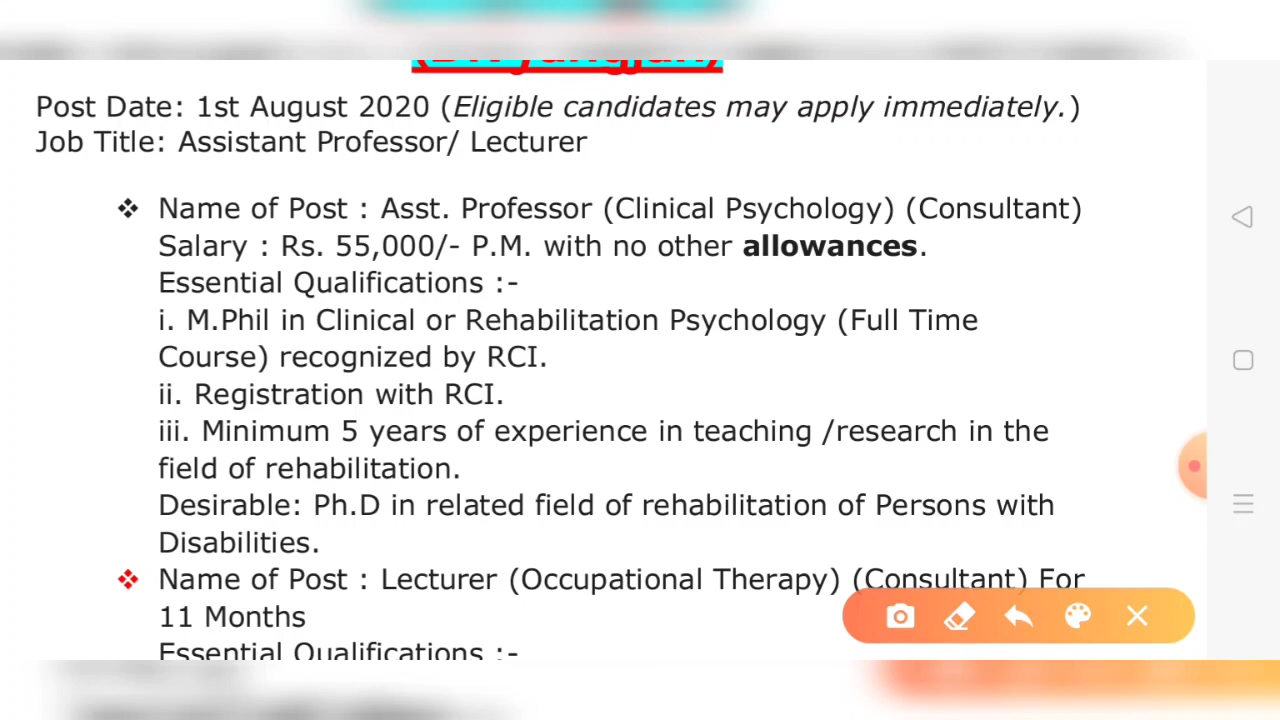 Post Date: 1st August 2020 (Eligible candidates may apply immediately.)
Job Title: Assistant Professor/ Lecturer
❖ Name of Post : Asst. Professor (Clinical Psychology) (Consultant)
Salary : Rs. 55,000/- P.M. with no other allowances.
Essential Qualifications :-
i. M.Phil in Clinical or Rehabilitation Psychology (Full Time
Course) recognized by RCI.
ii. Registration with RCI.
iii. Minimum 5 years of experience in teaching /research in the
field of rehabilitation.
Desirable: Ph.D in related field of rehabilitation of Persons with
Disabilities.
❖ Name of Post : Lecturer (Occupational Therapy) (Consultant) For
11 Months
Essential Qualifications :-